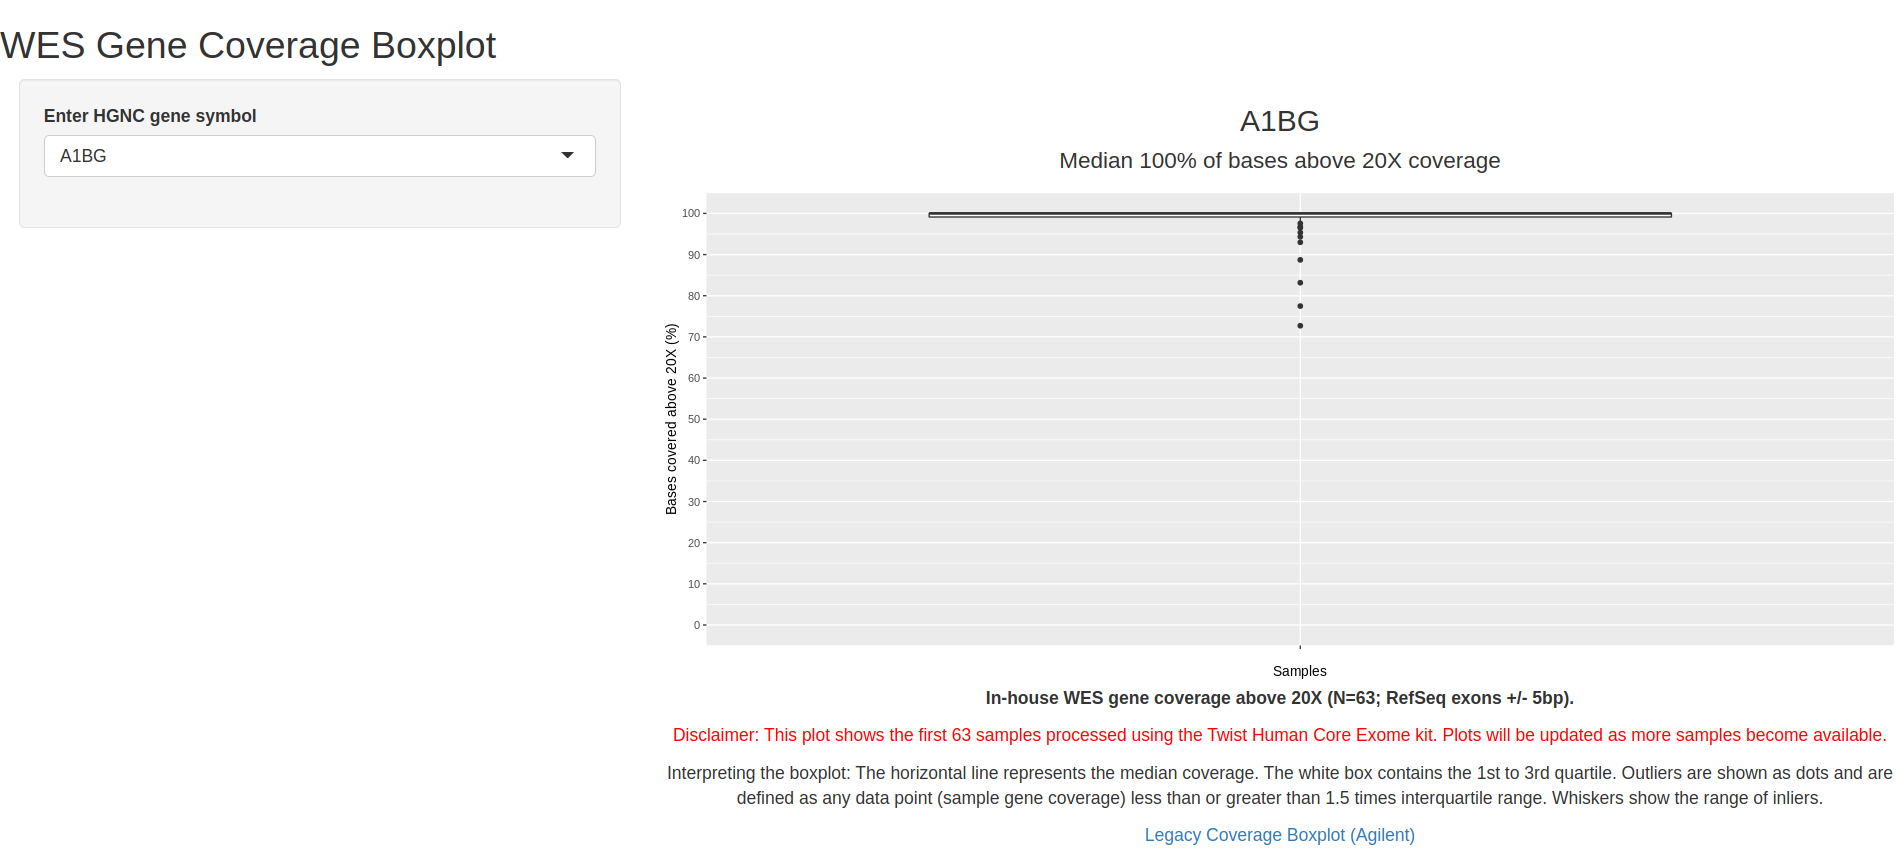 WES Gene Coverage Boxplot
Enter HGNC gene symbol
A1BG
A1BG
Median 100% of bases above 20X coverage
100
90
80
70
60
50
40
30
20
10
0
Bases covered above 20X (%)
Samples
In-house WES gene coverage above 20X (N=63; RefSeq exons +/- 5bp).
Disclaimer: This plot shows the first 63 samples processed using the Twist Human Core Exome kit. Plots will be updated as more samples become available.
Interpreting the boxplot: The horizontal line represents the median coverage. The white box contains the 1st to 3rd quartile. Outliers are shown as dots and are
defined as any data point (sample gene coverage) less than or greater than 1.5 times interquartile range. Whiskers show the range of inliers.
Legacy Coverage Boxplot (Agilent)